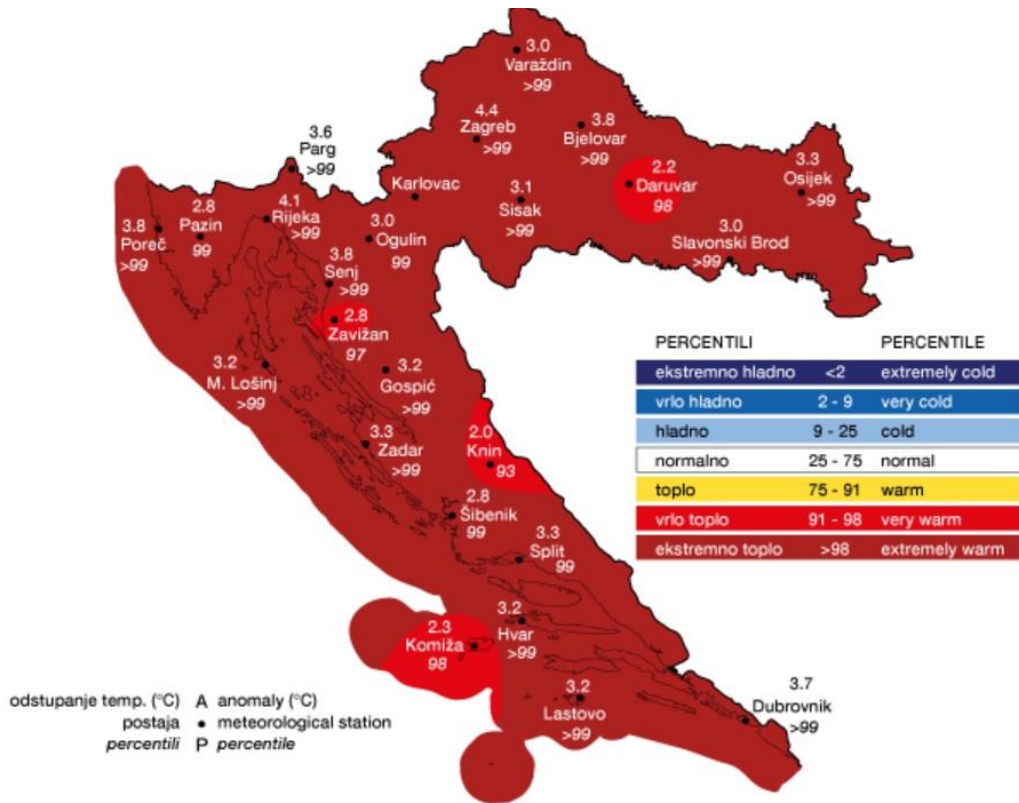 3.0
Varaždin
>99
4.4
Zagreb
>99
3.8
Bjelovar
>99
3.6
Parg
>99
2.2
Daruvar
98
3.3
Osijek
>99
Karlovac
3.1
Sisak
>99
2.8
Pazin
99
4.1
Rijeka
>99
3.8
Poreč
>99
3.0
Ogulin
99
3.0
Slavonski Brod
>99
3.8
Senj
>99
2.8
Zavižan
97
3.2
M. Lošinj
>99
3.2
Gospić
>99
3.3
Zadar
>99
2.0
Knin
93
2.8
Šibenik
99
3.3
Split
99
3.2
Hvar
>99
2.3
Komiža
98
3.2
Lastovo
>99
3.7
Dubrovnik
>99
PERCENTILI PERCENTILE
ekstremno hladno <2 extremely cold
vrlo hladno 2 - 9 very cold
hladno 9 - 25 cold
normalno 25 - 75 normal
toplo 75 - 91 warm
vrlo toplo 91 - 98 very warm
ekstremno toplo >98 extremely warm
odstupanje temp. (°C) A anomaly (°C)
postaja • meteorological station
percentili P percentile